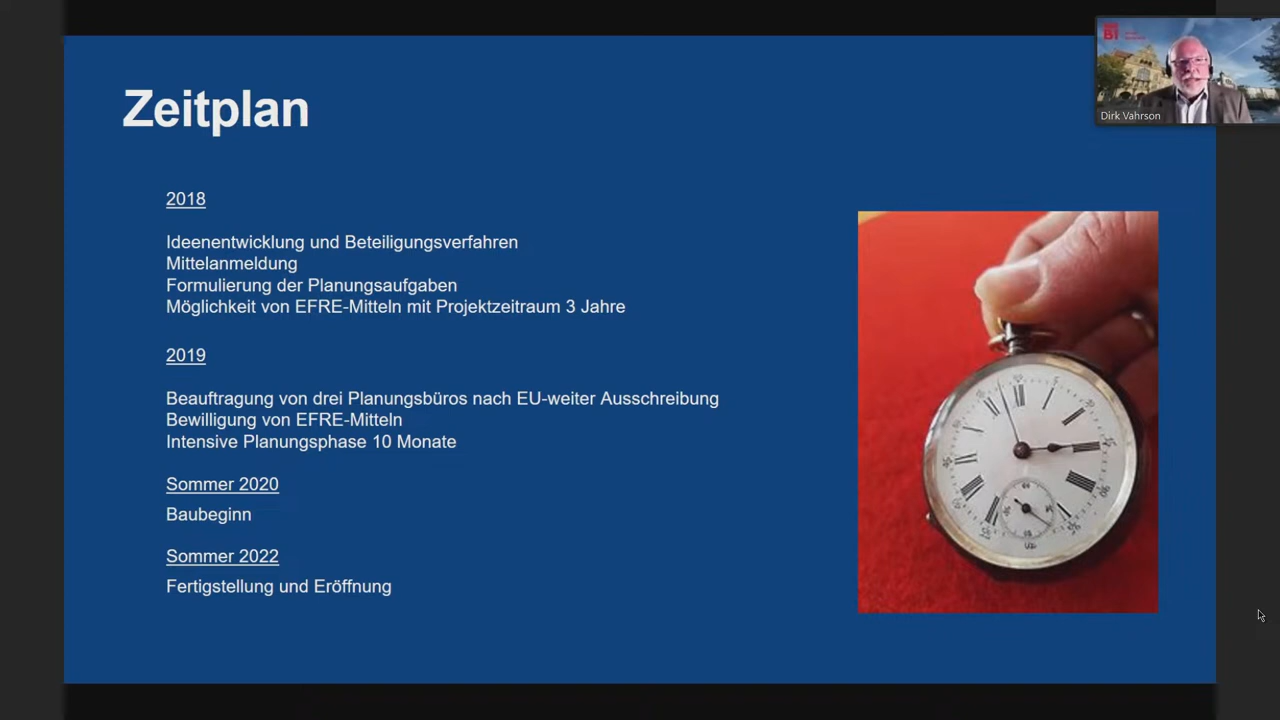 Zeitplan
2018
Ideenentwicklung und Beteiligungsverfahren
Mittelanmeldung
Formulierung der Planungsaufgaben
Möglichkeit von EFRE-Mitteln mit Projektzeitraum 3 Jahre
2019
Beauftragung von drei Planungsbüros nach EU-weiter Ausschreibung
Bewilligung von EFRE-Mitteln
Intensive Planungsphase 10 Monate
Sommer 2020
Baubeginn
Sommer 2022
Fertigstellung und Eröffnung
BI
Dirk Vahrson